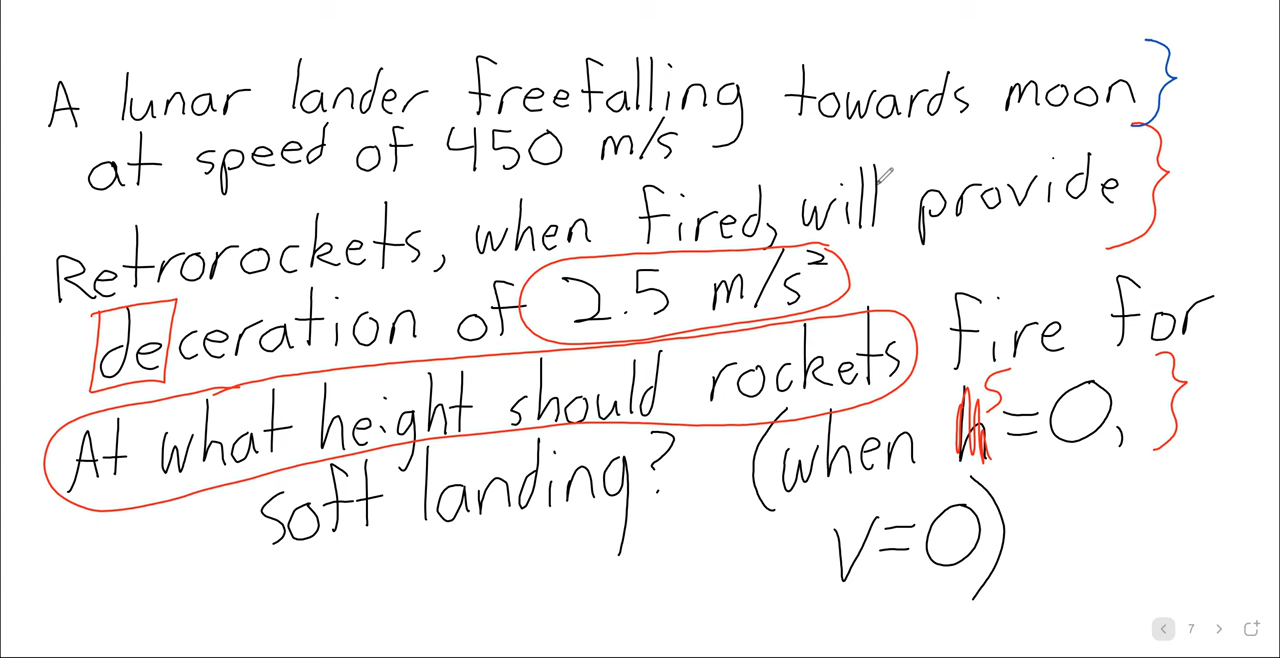 A lunar lander freefalling towards moon
at speed of 450 m/s
Retrorockets, when fired, will provide
deceration of 2.5 m/s²
At what height should rockets fire for
soft landing? (when s=0,
v=0)
7